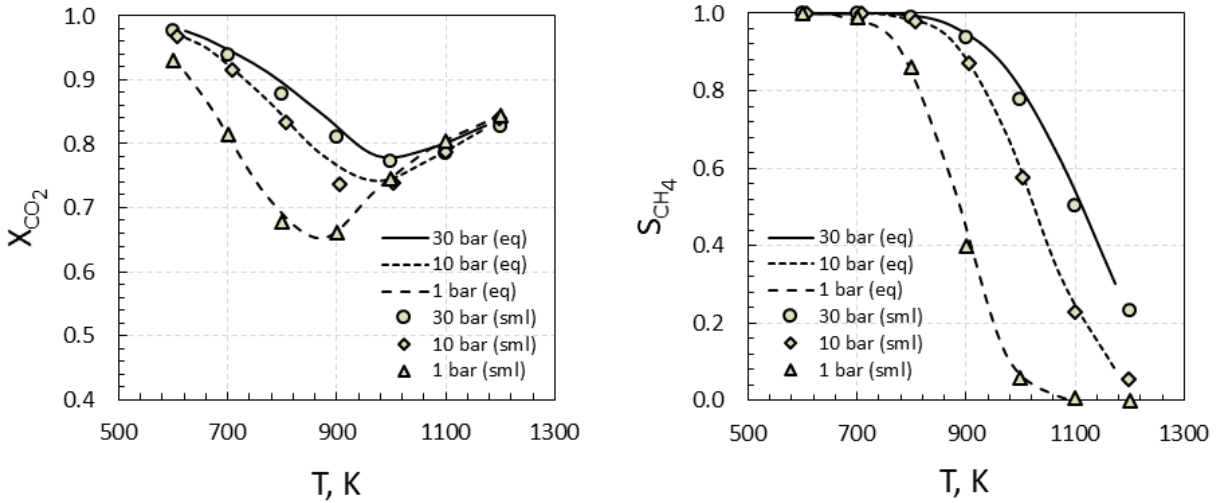 1.0
0.9
0.8
0.7
0.6
0.5
0.4
X_CO2
500 700 900 1100 1300
T, K
30 bar (eq)
10 bar (eq)
1 bar (eq)
30 bar (sml)
10 bar (sml)
1 bar (sml)
1.0
0.8
0.6
0.4
0.2
0.0
S_CH4
500 700 900 1100 1300
T, K
30 bar (eq)
10 bar (eq)
1 bar (eq)
30 bar (sml)
10 bar (sml)
1 bar (sml)